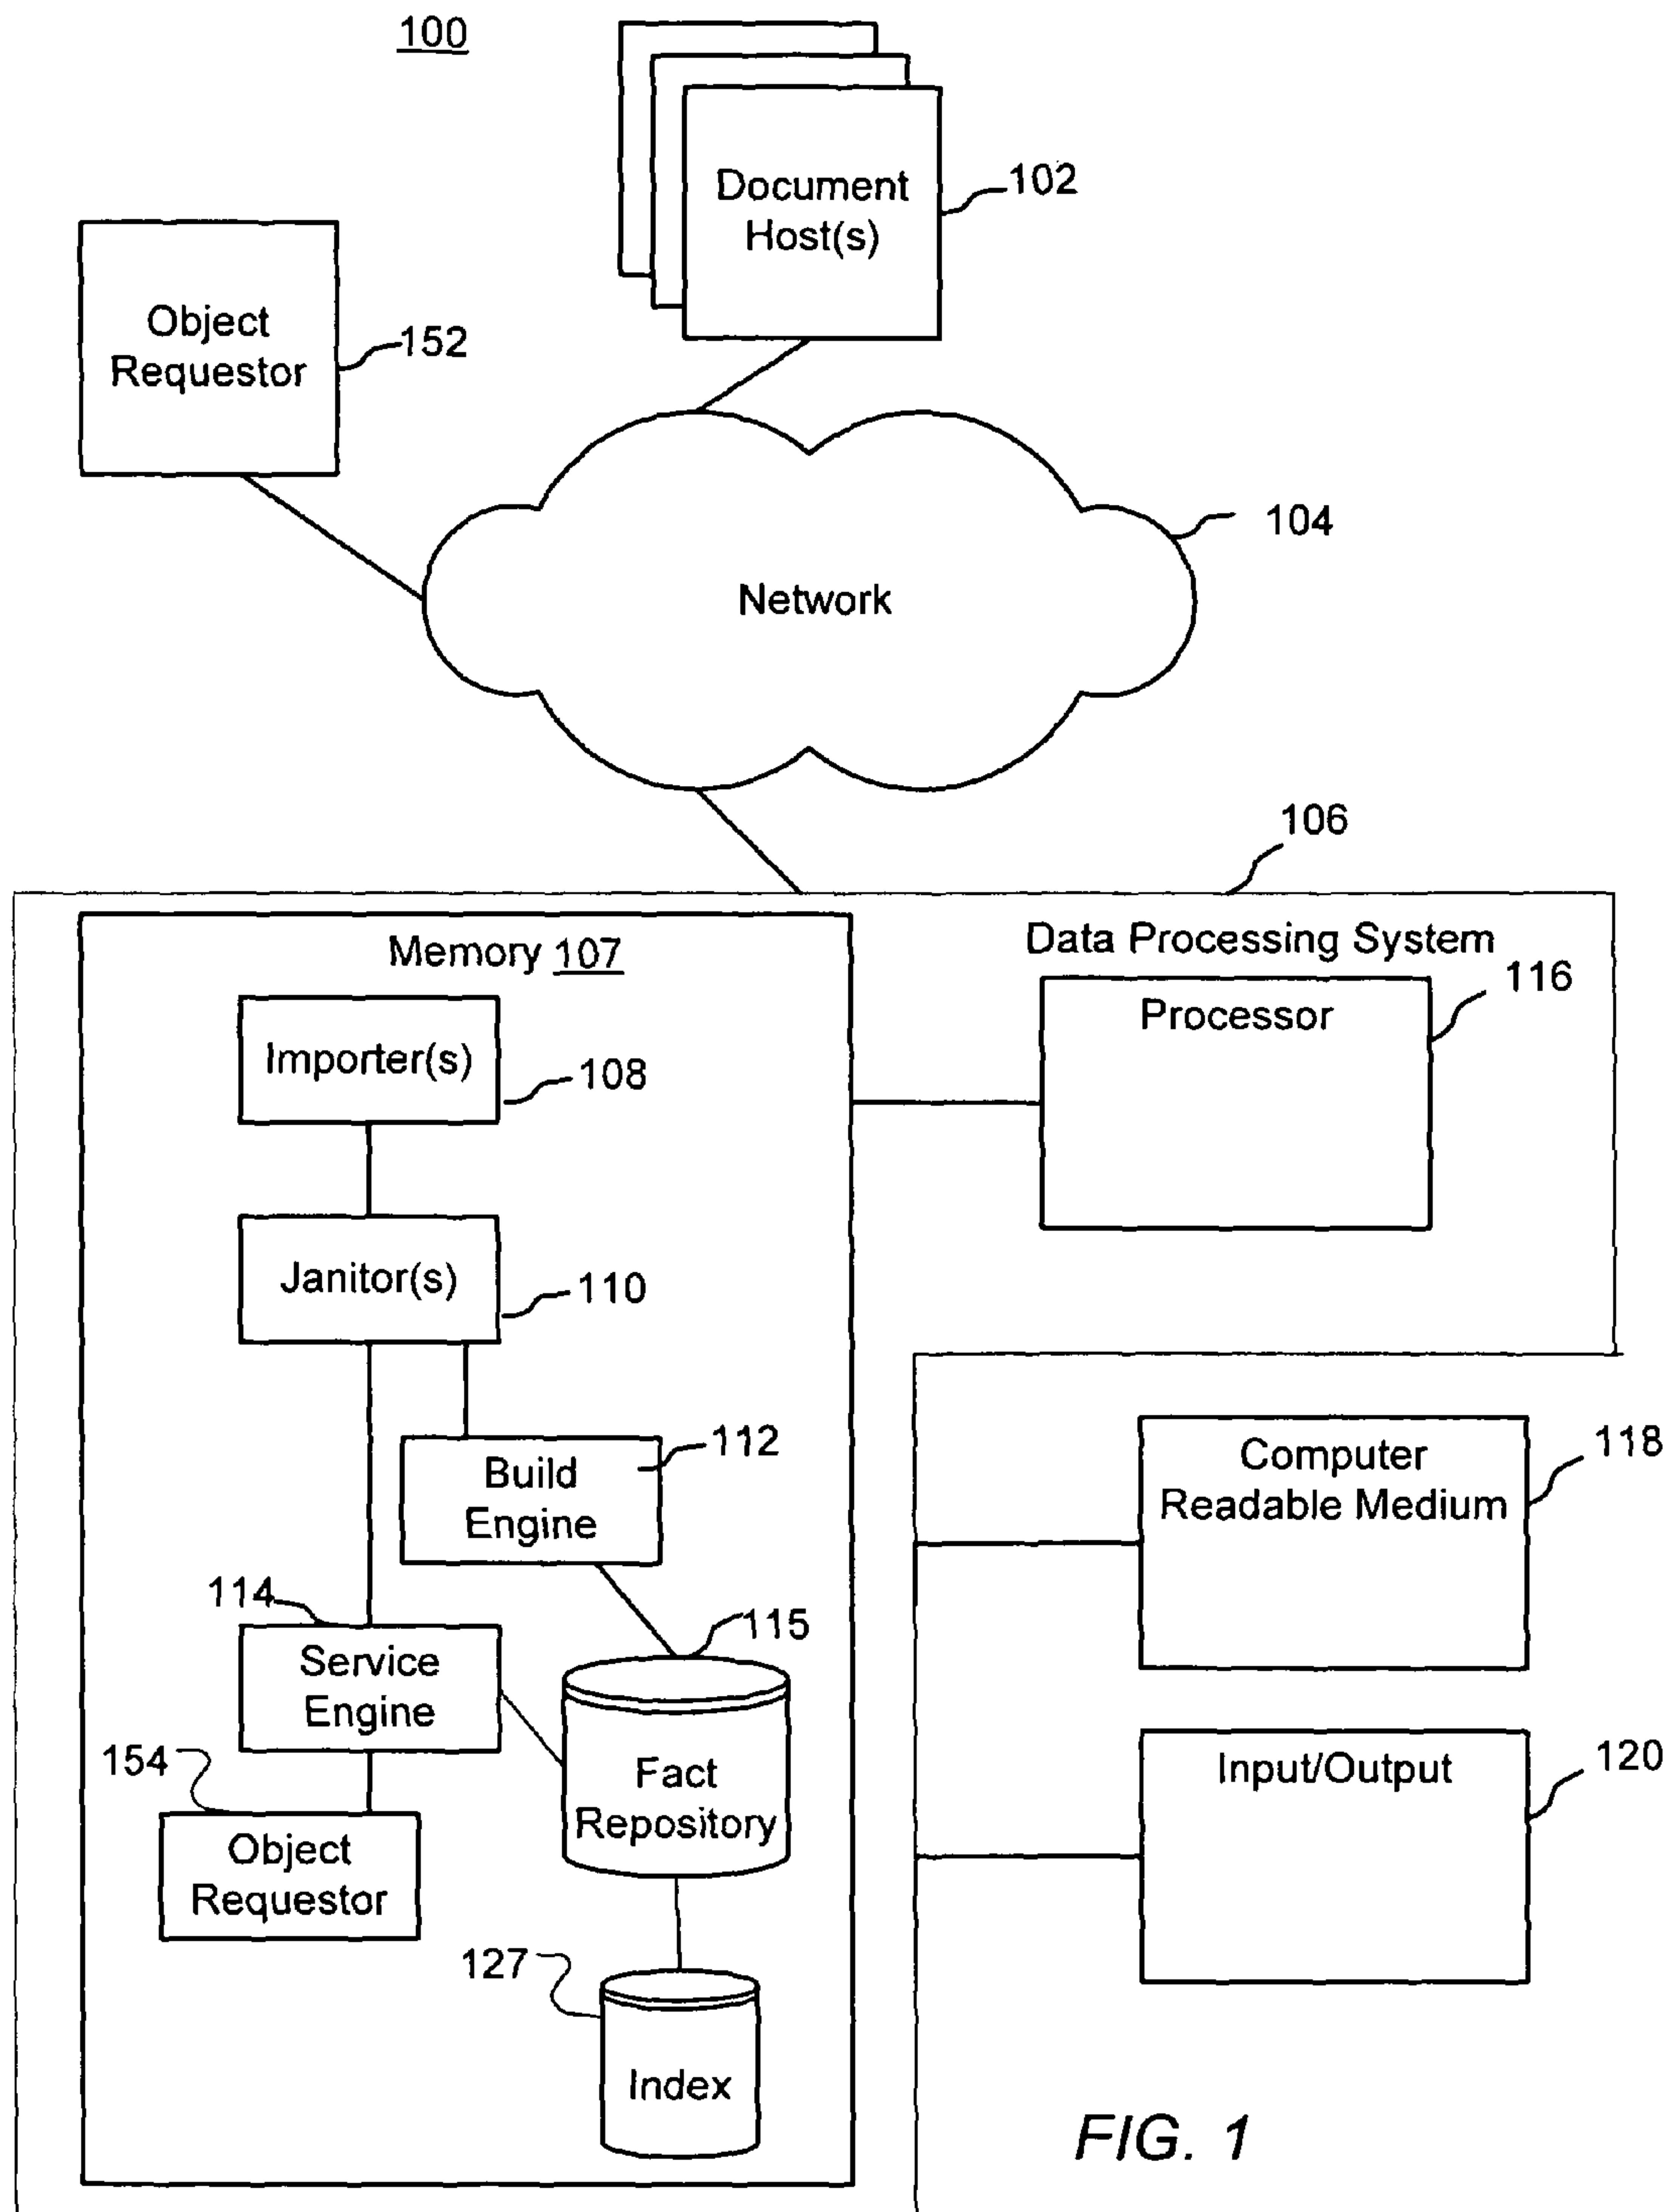 100
Document
Host(s)
102
Object
Requestor
152
104
Network
106
Memory 107
Data Processing System
Processor
116
Importer(s)
108
Janitor(s)
110
Build
Engine
112
114
Service
Engine
115
Fact
Repository
154
Object
Requestor
127
Index
Computer
Readable Medium
118
Input/Output
120
FIG. 1